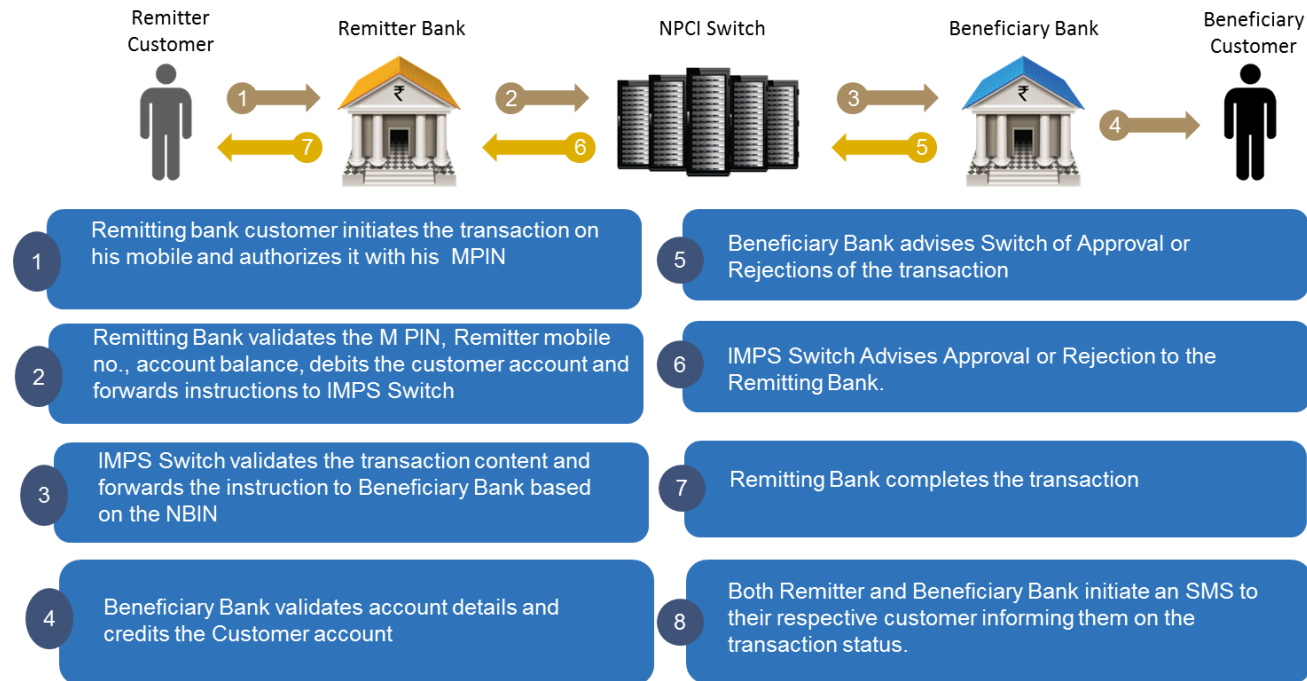 Remitter
Customer
Remitter Bank
NPCI Switch
Beneficiary Bank
Beneficiary
Customer
1
2
3
4
7
6
5
₹
₹
1
Remitting bank customer initiates the transaction on
his mobile and authorizes it with his MPIN
2
Remitting Bank validates the M PIN, Remitter mobile
no., account balance, debits the customer account and
forwards instructions to IMPS Switch
3
IMPS Switch validates the transaction content and
forwards the instruction to Beneficiary Bank based
on the NBIN
4
Beneficiary Bank validates account details and
credits the Customer account
5
Beneficiary Bank advises Switch of Approval or
Rejections of the transaction
6
IMPS Switch Advises Approval or Rejection to the
Remitting Bank.
7
Remitting Bank completes the transaction
8
Both Remitter and Beneficiary Bank initiate an SMS to
their respective customer informing them on the
transaction status.